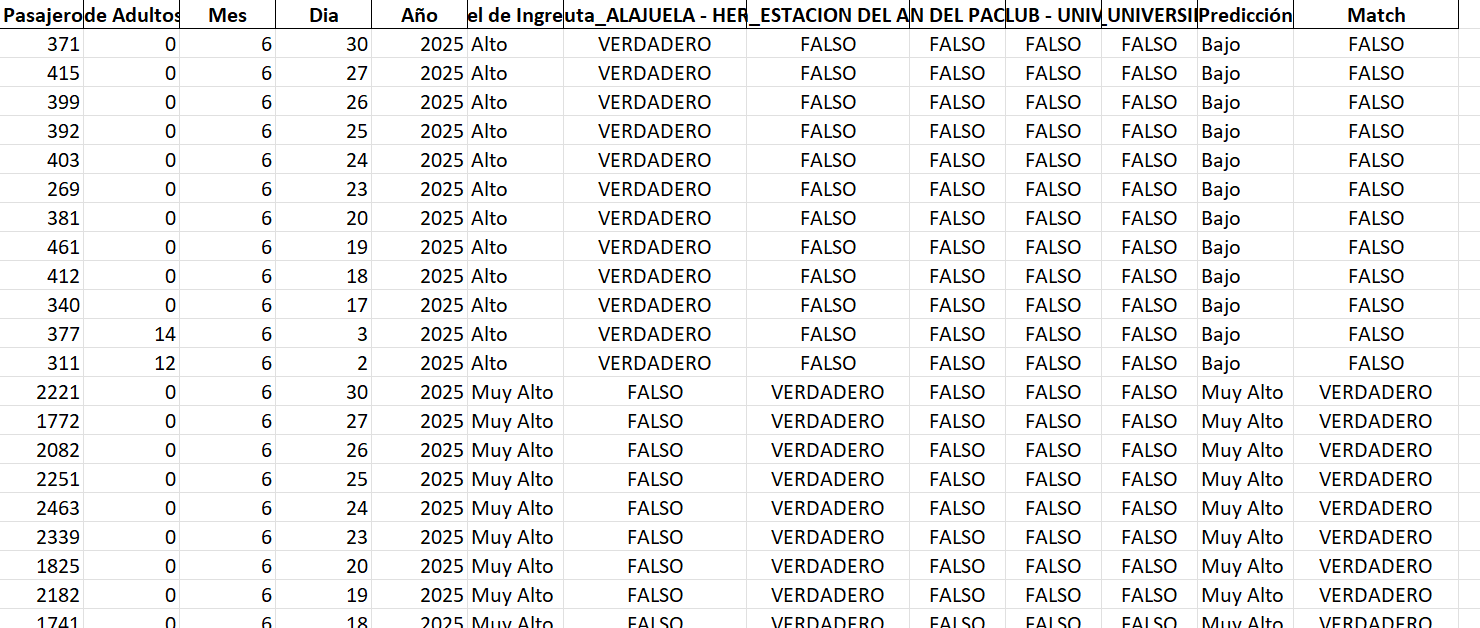 Pasajero de Adultos Mes Dia Año el de Ingre uta_ALAJUELA - HER _ESTACION DEL A N DEL PAC LUB - UNIV _UNIVERSI Predicción Match
371 0 6 30 2025 Alto VERDADERO FALSO FALSO FALSO FALSO Bajo FALSO
415 0 6 27 2025 Alto VERDADERO FALSO FALSO FALSO FALSO Bajo FALSO
399 0 6 26 2025 Alto VERDADERO FALSO FALSO FALSO FALSO Bajo FALSO
392 0 6 25 2025 Alto VERDADERO FALSO FALSO FALSO FALSO Bajo FALSO
403 0 6 24 2025 Alto VERDADERO FALSO FALSO FALSO FALSO Bajo FALSO
269 0 6 23 2025 Alto VERDADERO FALSO FALSO FALSO FALSO Bajo FALSO
381 0 6 20 2025 Alto VERDADERO FALSO FALSO FALSO FALSO Bajo FALSO
461 0 6 19 2025 Alto VERDADERO FALSO FALSO FALSO FALSO Bajo FALSO
412 0 6 18 2025 Alto VERDADERO FALSO FALSO FALSO FALSO Bajo FALSO
340 0 6 17 2025 Alto VERDADERO FALSO FALSO FALSO FALSO Bajo FALSO
377 14 6 3 2025 Alto VERDADERO FALSO FALSO FALSO FALSO Bajo FALSO
311 12 6 2 2025 Alto VERDADERO FALSO FALSO FALSO FALSO Bajo FALSO
2221 0 6 30 2025 Muy Alto FALSO VERDADERO FALSO FALSO FALSO Muy Alto VERDADERO
1772 0 6 27 2025 Muy Alto FALSO VERDADERO FALSO FALSO FALSO Muy Alto VERDADERO
2082 0 6 26 2025 Muy Alto FALSO VERDADERO FALSO FALSO FALSO Muy Alto VERDADERO
2251 0 6 25 2025 Muy Alto FALSO VERDADERO FALSO FALSO FALSO Muy Alto VERDADERO
2463 0 6 24 2025 Muy Alto FALSO VERDADERO FALSO FALSO FALSO Muy Alto VERDADERO
2339 0 6 23 2025 Muy Alto FALSO VERDADERO FALSO FALSO FALSO Muy Alto VERDADERO
1825 0 6 20 2025 Muy Alto FALSO VERDADERO FALSO FALSO FALSO Muy Alto VERDADERO
2182 0 6 19 2025 Muy Alto FALSO VERDADERO FALSO FALSO FALSO Muy Alto VERDADERO
1741 0 6 18 2025 Muy Alto FALSO VERDADERO FALSO FALSO FALSO Muy Alto VERDADERO